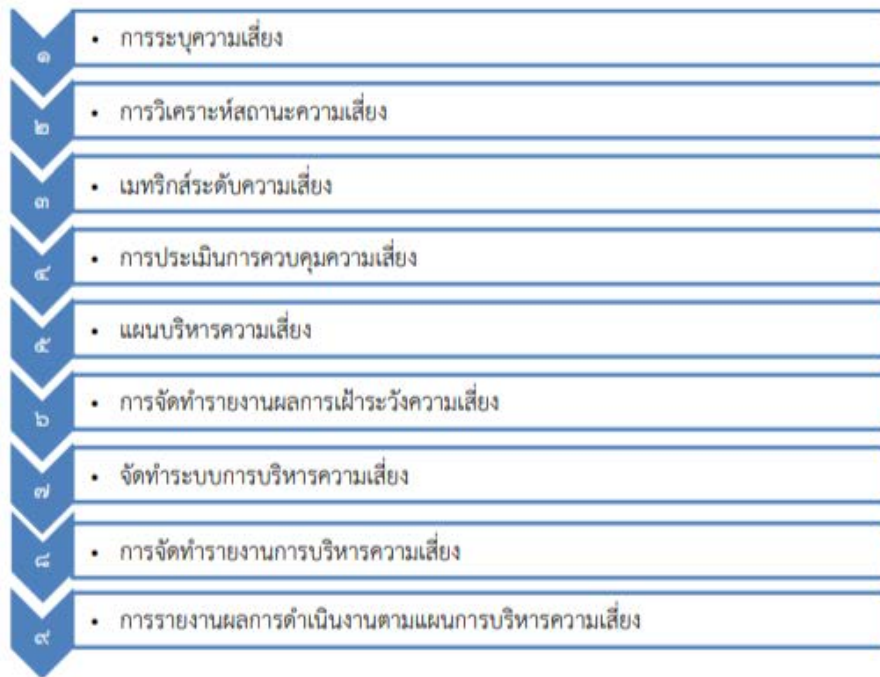 ๑ • การระบุความเสี่ยง
๒ • การวิเคราะห์สถานะความเสี่ยง
๓ • เมทริกส์ระดับความเสี่ยง
๔ • การประเมินการควบคุมความเสี่ยง
๕ • แผนบริหารความเสี่ยง
๖ • การจัดทำรายงานผลการเฝ้าระวังความเสี่ยง
๗ • จัดทำระบบการบริหารความเสี่ยง
๘ • การจัดทำรายงานการบริหารความเสี่ยง
๙ • การรายงานผลการดำเนินงานตามแผนการบริหารความเสี่ยง